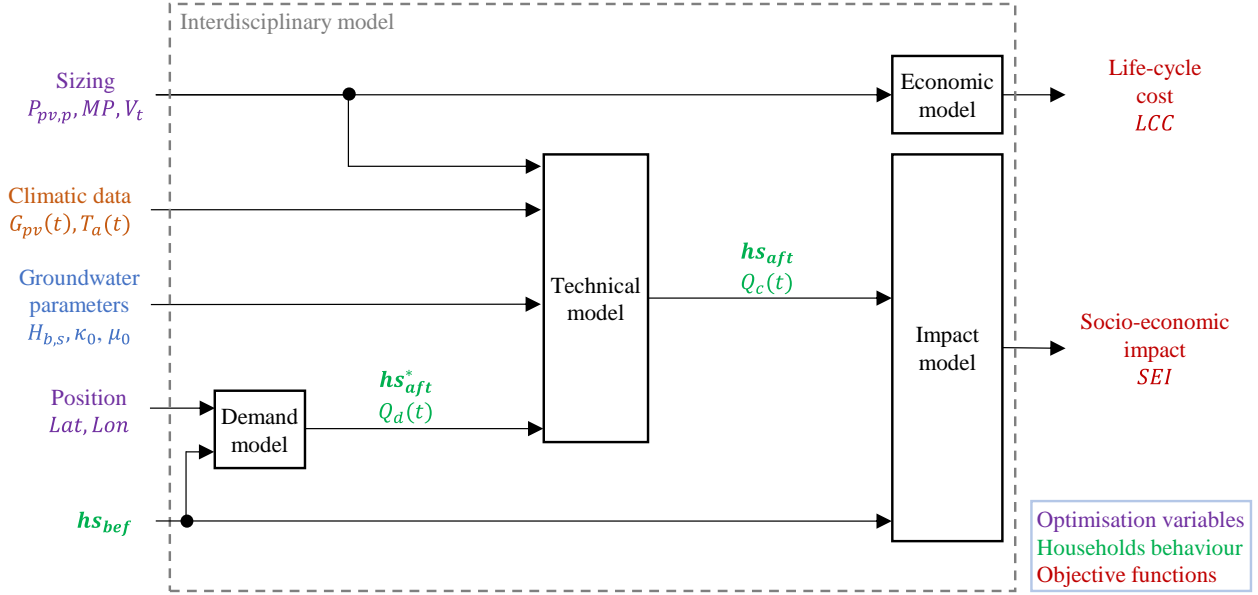 Interdisciplinary model
Sizing
P_{pv,p}, MP, V_t
Economic
model
Life-cycle
cost
LCC
Climatic data
G_{pv}(t), T_a(t)
Groundwater
parameters
H_{b,s}, κ_0, μ_0
Technical
model
hs_{aft}
Q_c(t)
Impact
model
Socio-economic
impact
SEI
Position
Lat, Lon
Demand
model
hs^*_{aft}
Q_d(t)
hs_{bef}
Optimisation variables
Households behaviour
Objective functions